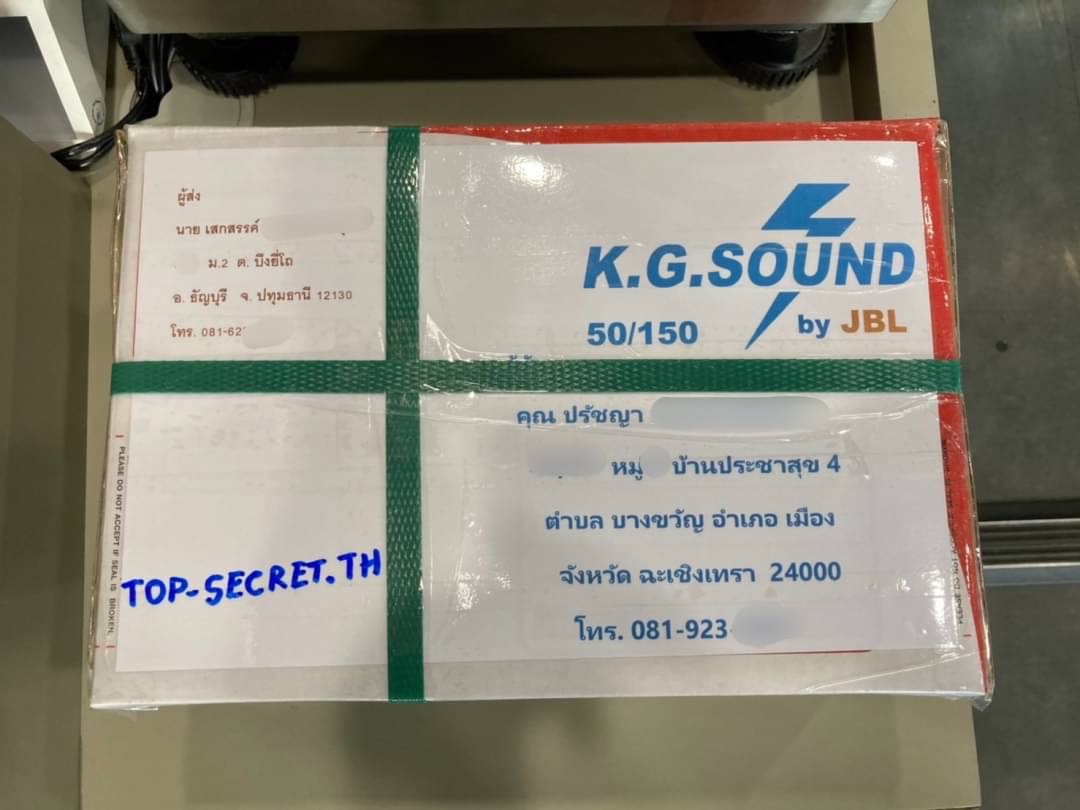 ผู้ส่ง
นาย เสกสรรค์
ม.2 ต. บึงยี่โถ
อ. ธัญบุรี จ. ปทุมธานี 12130
โทร. 081-62
K.G.SOUND
50/150 by JBL
คุณ ปรัชญา
หมู่ บ้านประชาสุข 4
ตำบล บางขวัญ อำเภอ เมือง
จังหวัด ฉะเชิงเทรา 24000
โทร. 081-923
TOP-SECRET.TH
PLEASE DO NOT ACCEPT IF SEAL IS BROKEN.